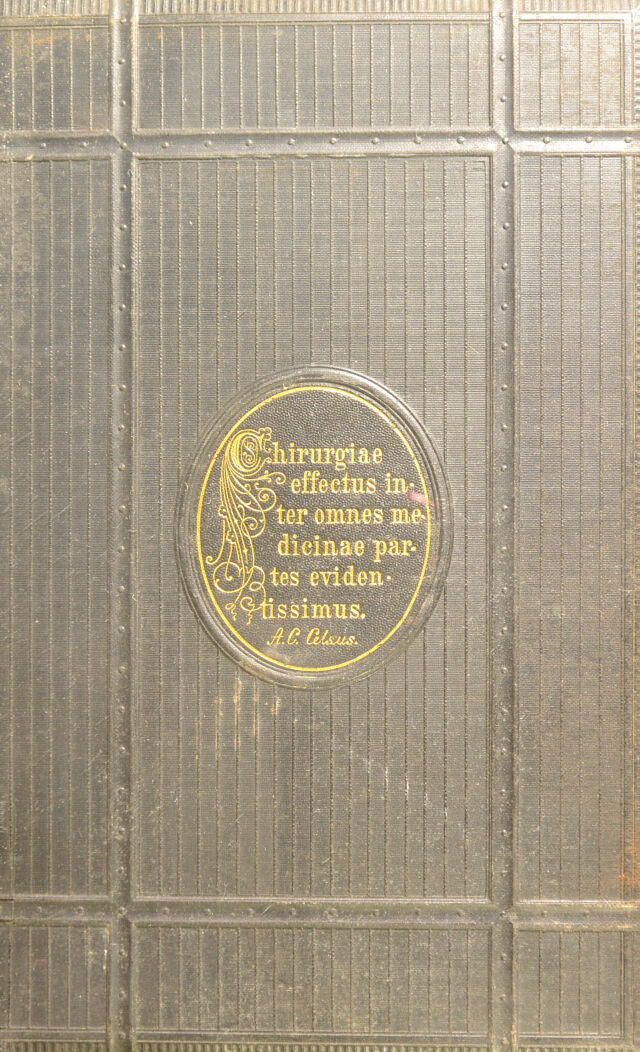 Chirurgiae
effectus in-
ter omnes me-
dicinae par-
tes eviden-
tissimus.
A. C. Celsus.